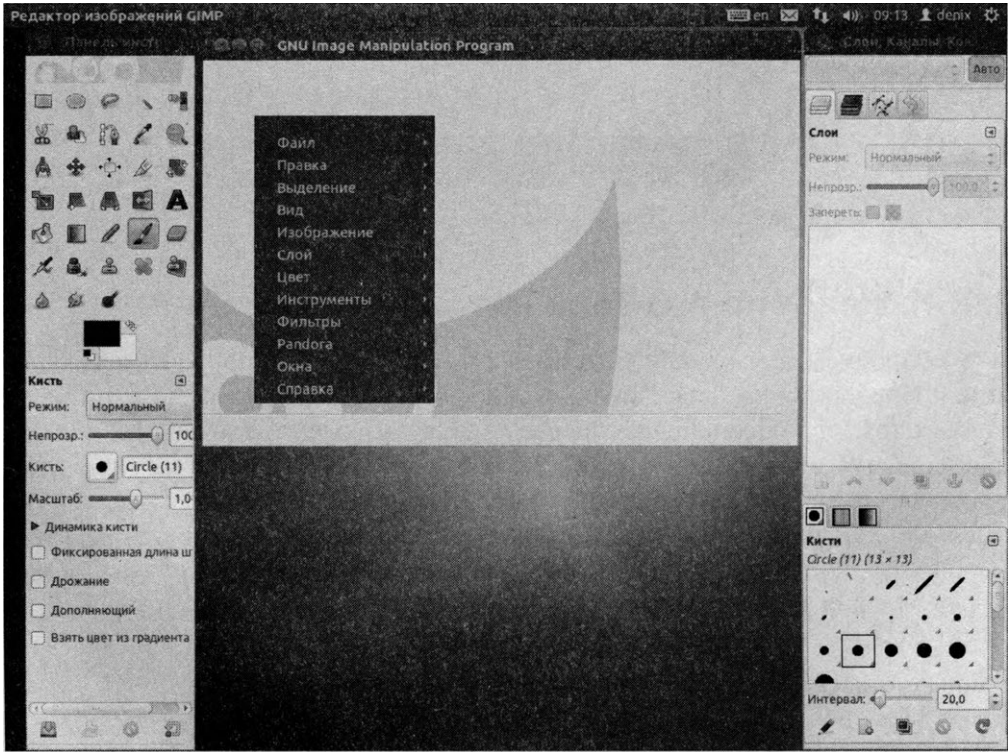 Редактор изображений GIMP
en 09:13 denix
Панель инст
GNU Image Manipulation Program
Слои, Каналы, Кон
Авто
Файл
Правка
Выделение
Вид
Изображение
Слой
Цвет
Инструменты
Фильтры
Pandora
Окна
Справка
Кисть
Режим: Нормальный
Непрозр.: 100
Кисть: Circle (11)
Масштаб: 1,0
Динамика кисти
Фиксированная длина шт
Дрожание
Дополняющий
Взять цвет из градиента
Слои
Режим: Нормальный
Непрозр.: 100,0
Запереть:
Кисти
Circle (11) (13 × 13)
Интервал: 20,0